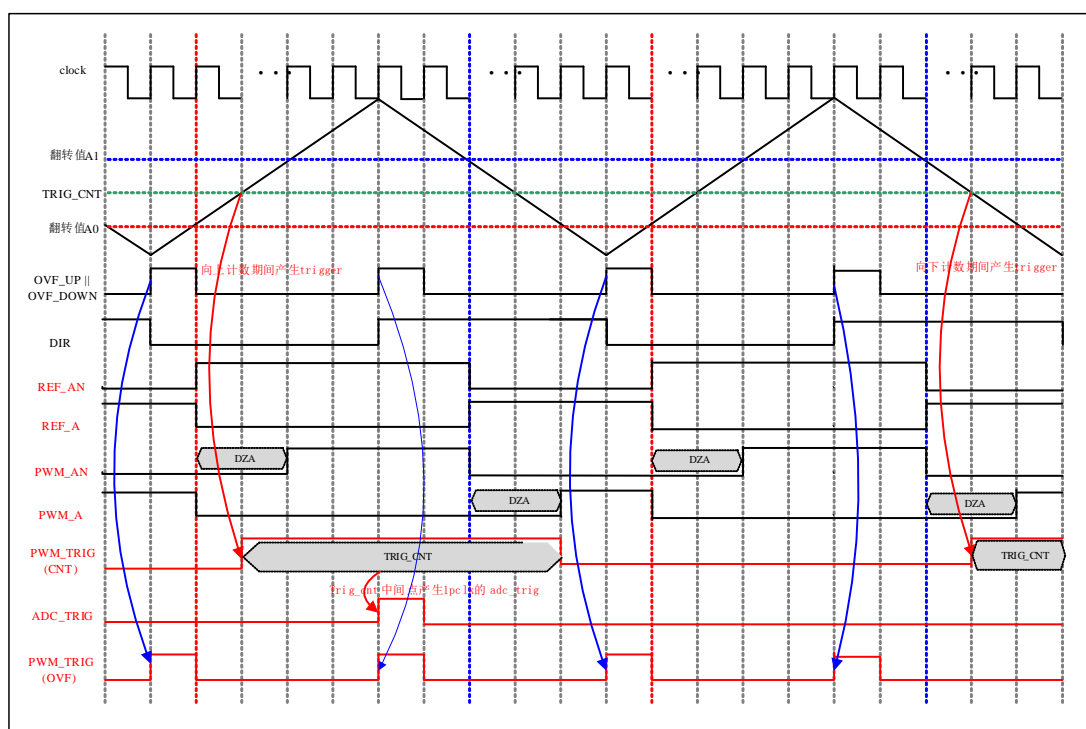 clock
翻转值A1
TRIG_CNT
翻转值A0
向上计数期间产生trigger
向下计数期间产生trigger
OVF_UP ||
OVF_DOWN
DIR
REF_AN
REF_A
DZA
DZA
PWM_AN
DZA
DZA
PWM_A
PWM_TRIG
(CNT)
TRIG_CNT
TRIG_CNT
Trig_cnt中间点产生1pclk的 adc_trig
ADC_TRIG
PWM_TRIG
(OVF)